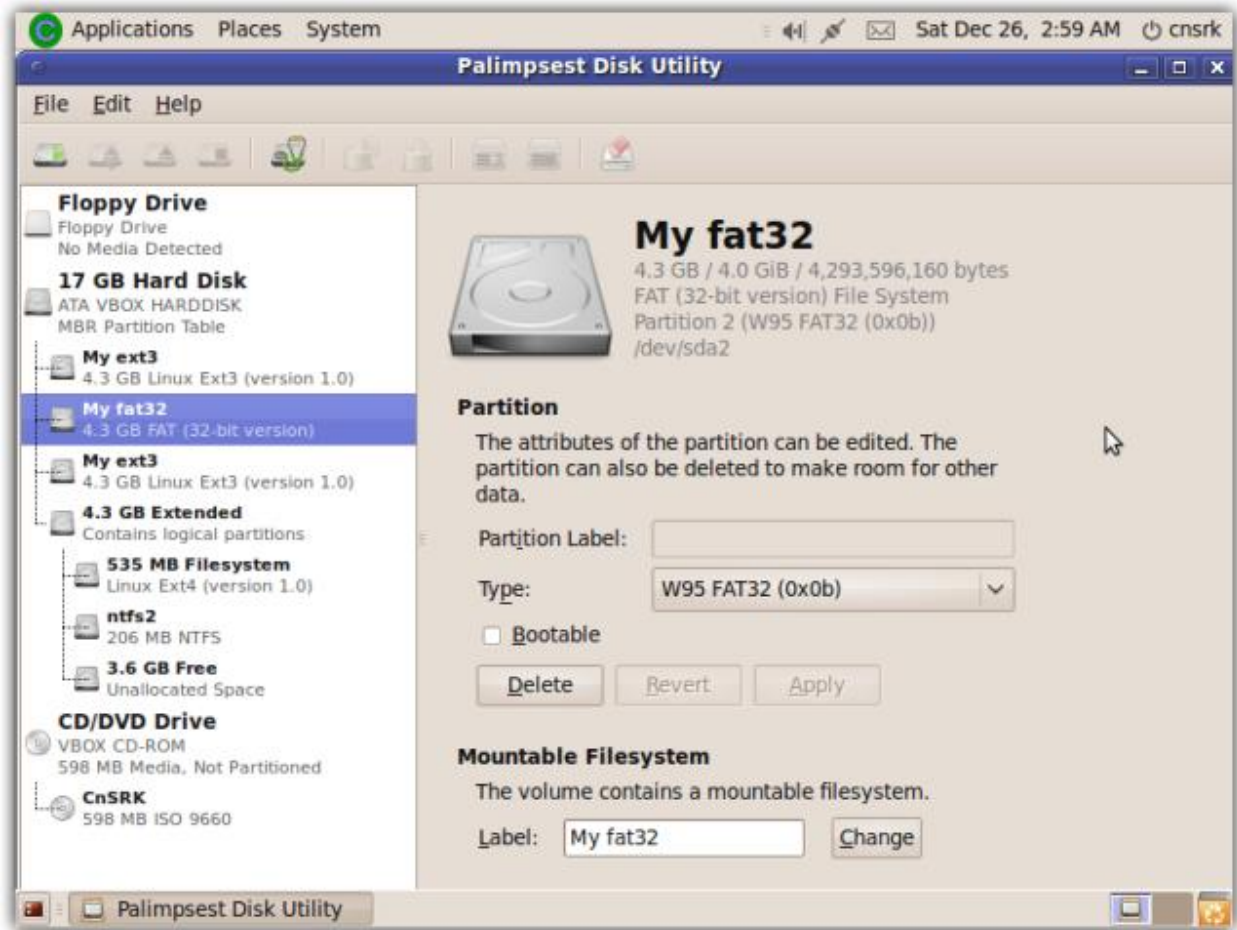 Applications Places System Sat Dec 26, 2:59 AM cnsrk
Palimpsest Disk Utility
File Edit Help
Floppy Drive
Floppy Drive
No Media Detected
17 GB Hard Disk
ATA VBOX HARDDISK
MBR Partition Table
My ext3
4.3 GB Linux Ext3 (version 1.0)
My fat32
4.3 GB FAT (32-bit version)
My ext3
4.3 GB Linux Ext3 (version 1.0)
4.3 GB Extended
Contains logical partitions
535 MB Filesystem
Linux Ext4 (version 1.0)
ntfs2
206 MB NTFS
3.6 GB Free
Unallocated Space
CD/DVD Drive
VBOX CD-ROM
598 MB Media, Not Partitioned
CnSRK
598 MB ISO 9660
My fat32
4.3 GB / 4.0 GiB / 4,293,596,160 bytes
FAT (32-bit version) File System
Partition 2 (W95 FAT32 (0x0b))
/dev/sda2
Partition
The attributes of the partition can be edited. The
partition can also be deleted to make room for other
data.
Partition Label:
Type: W95 FAT32 (0x0b)
Bootable
Delete Revert Apply
Mountable Filesystem
The volume contains a mountable filesystem.
Label: My fat32 Change
Palimpsest Disk Utility